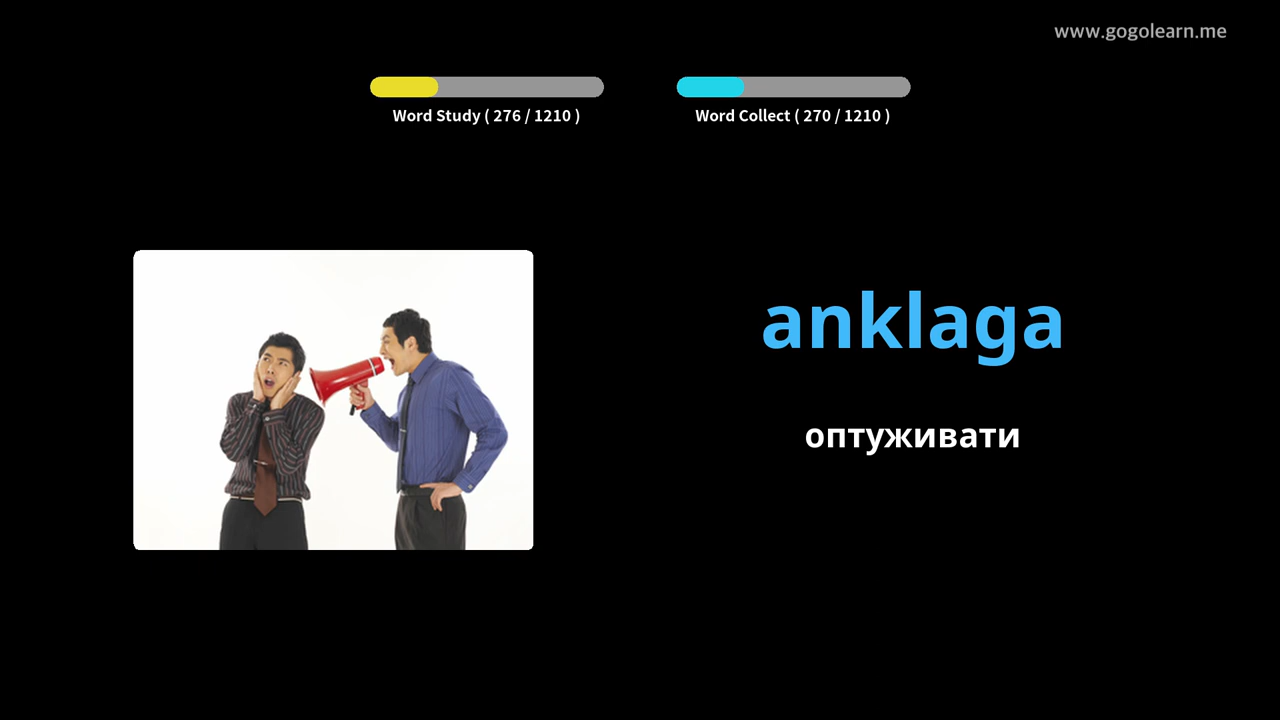 www.gogolearn.me
Word Study ( 276 / 1210 )
Word Collect ( 270 / 1210 )
anklaga
оптуживати